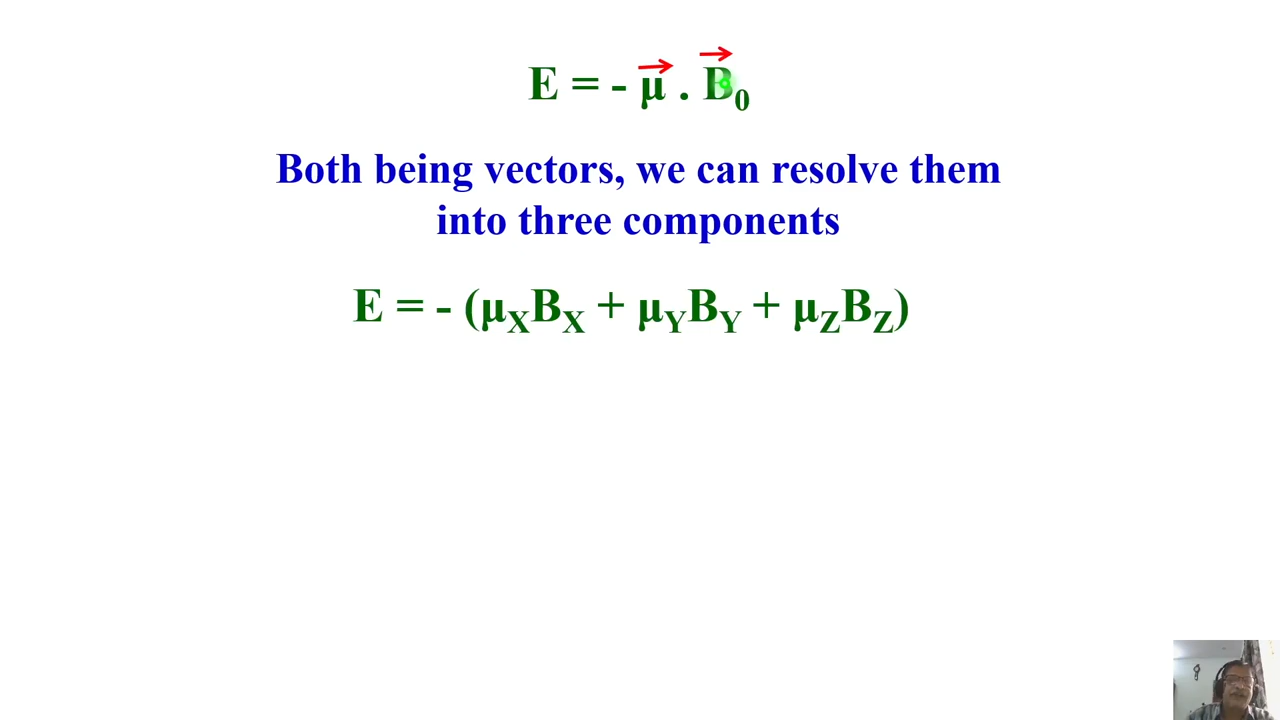 E = - μ . B₀
Both being vectors, we can resolve them
into three components
E = - (μXBX + μYBY + μZBZ)